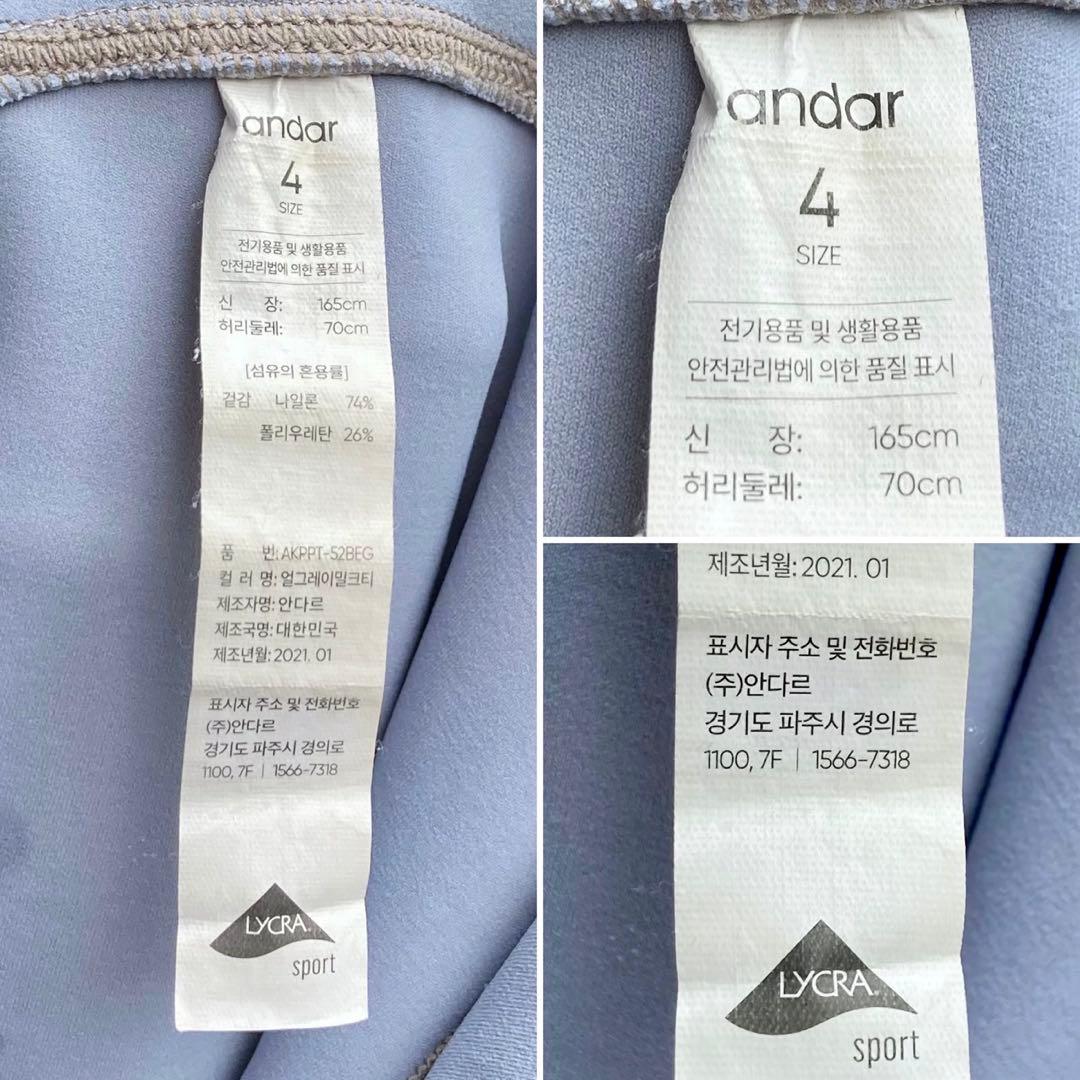 andar
4
SIZE
전기용품 및 생활용품
안전관리법에 의한 품질 표시
신 장: 165cm
허리둘레: 70cm
[섬유의 혼용률]
겉감 나일론 74%
폴리우레탄 26%
품 번: AKPPT-52BEG
컬 러 명: 얼그레이밀크티
제조자명: 안다르
제조국명: 대한민국
제조년월: 2021. 01
표시자 주소 및 전화번호
(주)안다르
경기도 파주시 경의로
1100, 7F | 1566-7318
LYCRA
sport
andar
4
SIZE
전기용품 및 생활용품
안전관리법에 의한 품질 표시
신 장: 165cm
허리둘레: 70cm
제조년월: 2021. 01
표시자 주소 및 전화번호
(주)안다르
경기도 파주시 경의로
1100, 7F | 1566-7318
LYCRA
sport